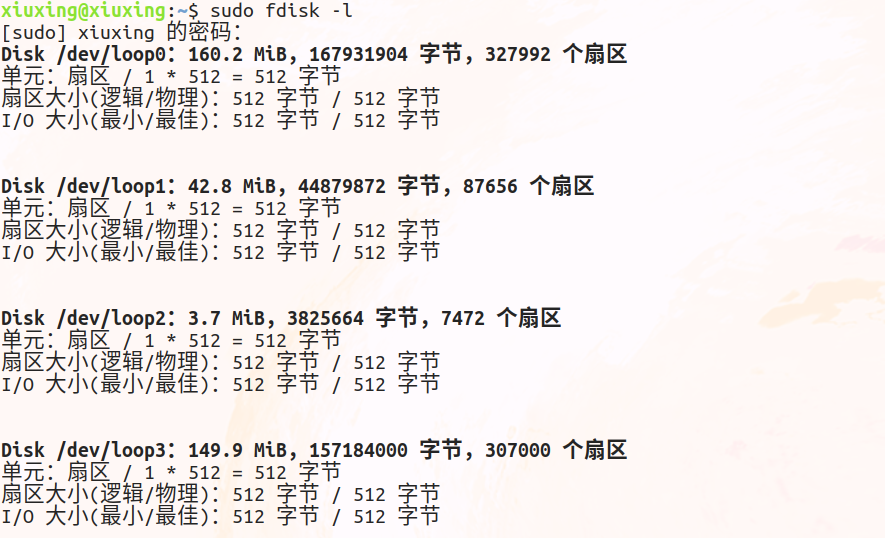 xiuxing@xiuxing:~$ sudo fdisk -l
[sudo] xiuxing 的密码：
Disk /dev/loop0：160.2 MiB，167931904 字节，327992 个扇区
单元：扇区 / 1 * 512 = 512 字节
扇区大小(逻辑/物理)：512 字节 / 512 字节
I/O 大小(最小/最佳)：512 字节 / 512 字节
Disk /dev/loop1：42.8 MiB，44879872 字节，87656 个扇区
单元：扇区 / 1 * 512 = 512 字节
扇区大小(逻辑/物理)：512 字节 / 512 字节
I/O 大小(最小/最佳)：512 字节 / 512 字节
Disk /dev/loop2：3.7 MiB，3825664 字节，7472 个扇区
单元：扇区 / 1 * 512 = 512 字节
扇区大小(逻辑/物理)：512 字节 / 512 字节
I/O 大小(最小/最佳)：512 字节 / 512 字节
Disk /dev/loop3：149.9 MiB，157184000 字节，307000 个扇区
单元：扇区 / 1 * 512 = 512 字节
扇区大小(逻辑/物理)：512 字节 / 512 字节
I/O 大小(最小/最佳)：512 字节 / 512 字节